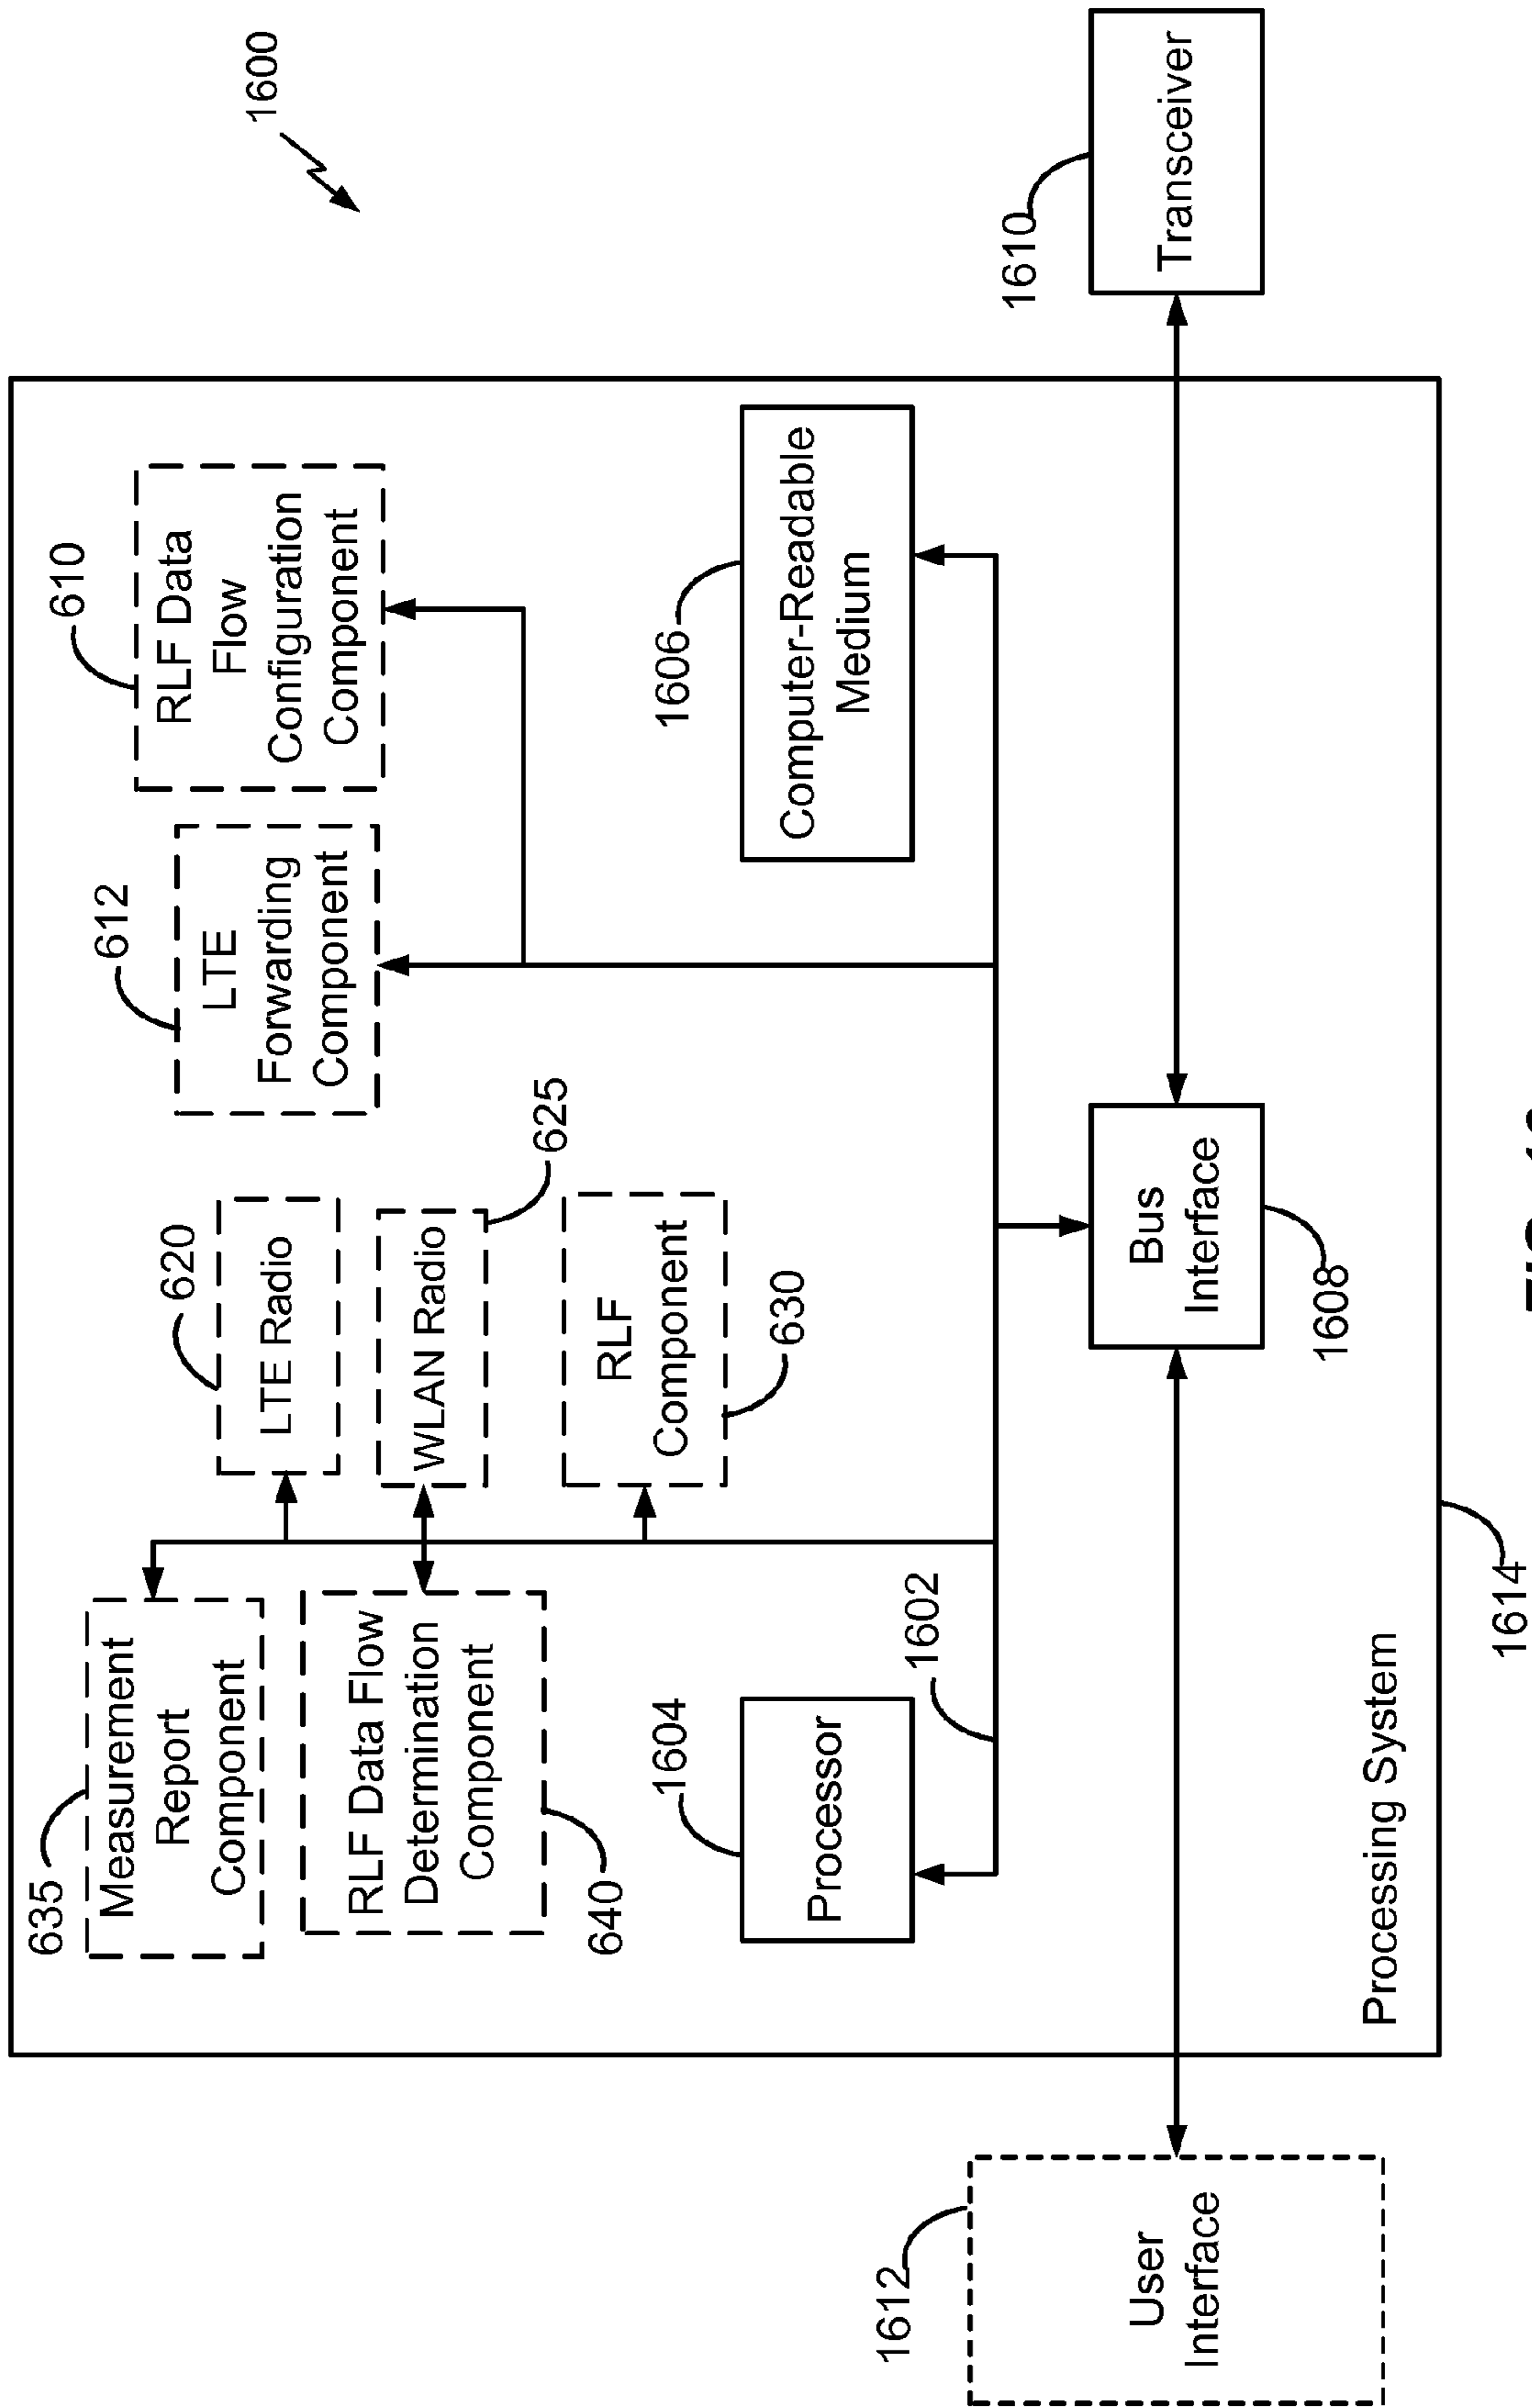 1600
635
Measurement
Report
Component
620
LTE Radio
612
LTE
Forwarding
Component
610
RLF Data
Flow
Configuration
Component
RLF Data Flow
Determination
Component
640
WLAN Radio
625
RLF
Component
630
1604
Processor
1602
1606
Computer-Readable
Medium
1612
User
Interface
Bus
Interface
1608
1610
Transceiver
Processing System
1614